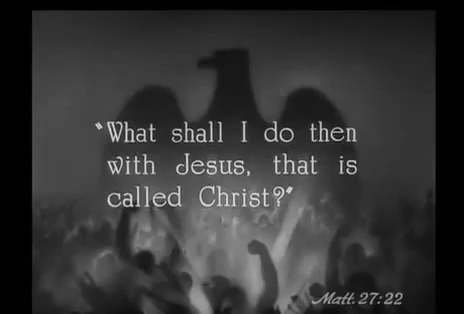 "What shall I do then
with Jesus, that is
called Christ?"
Matt. 27:22